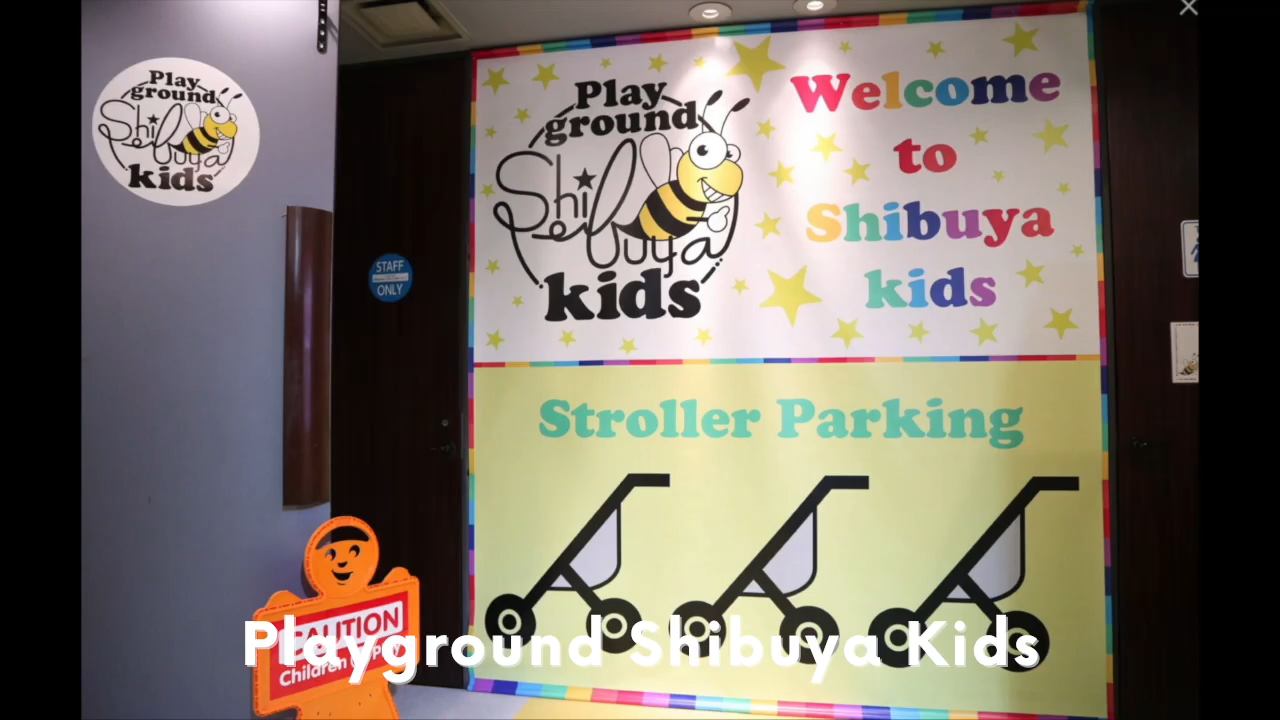 Play
ground
Shibuya
kids
Play
ground
Shibuya
kids
Welcome
to
Shibuya
kids
STAFF
ONLY
Stroller Parking
CAUTION
Children
Playground Shibuya Kids